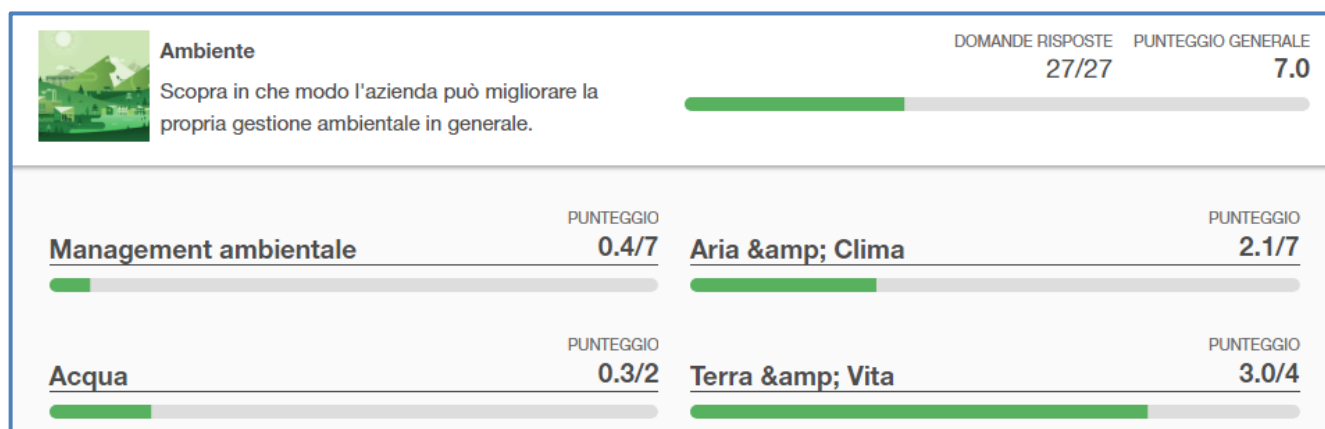 Ambiente
Scopra in che modo l'azienda può migliorare la
propria gestione ambientale in generale.
DOMANDE RISPOSTE PUNTEGGIO GENERALE
27/27 7.0
PUNTEGGIO
Management ambientale 0.4/7
PUNTEGGIO
Aria &amp; Clima 2.1/7
PUNTEGGIO
Acqua 0.3/2
PUNTEGGIO
Terra &amp; Vita 3.0/4